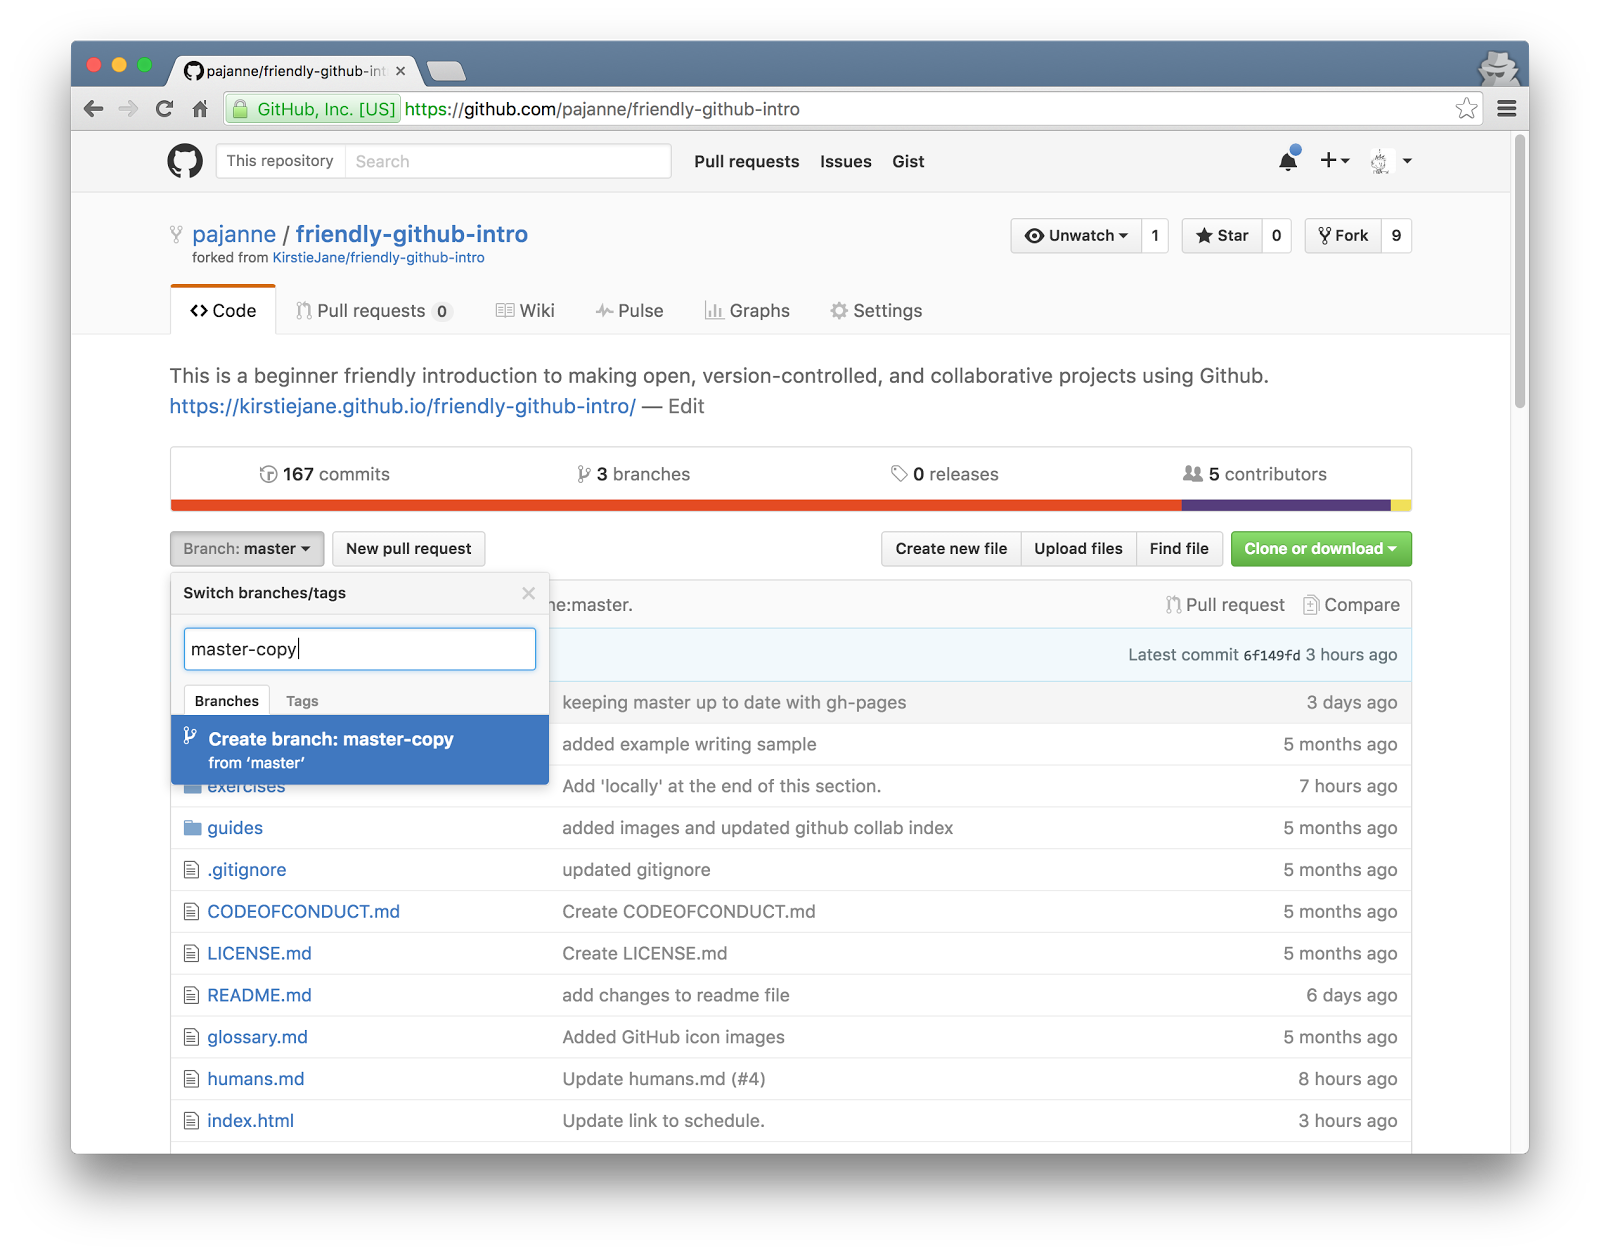 pajanne/friendly-github-int
GitHub, Inc. [US] https://github.com/pajanne/friendly-github-intro
This repository Search Pull requests Issues Gist
pajanne / friendly-github-intro Unwatch 1 Star 0 Fork 9
forked from KirstieJane/friendly-github-intro
Code Pull requests 0 Wiki Pulse Graphs Settings
This is a beginner friendly introduction to making open, version-controlled, and collaborative projects using Github.
https://kirstiejane.github.io/friendly-github-intro/ — Edit
167 commits 3 branches 0 releases 5 contributors
Branch: master New pull request Create new file Upload files Find file Clone or download
Switch branches/tags
ne:master. Pull request Compare
master-copy
Latest commit 6f149fd 3 hours ago
Branches Tags
keeping master up to date with gh-pages 3 days ago
Create branch: master-copy
from ‘master’
added example writing sample 5 months ago
exercises Add 'locally' at the end of this section. 7 hours ago
guides added images and updated github collab index 5 months ago
.gitignore updated gitignore 5 months ago
CODEOFCONDUCT.md Create CODEOFCONDUCT.md 5 months ago
LICENSE.md Create LICENSE.md 5 months ago
README.md add changes to readme file 6 days ago
glossary.md Added GitHub icon images 5 months ago
humans.md Update humans.md (#4) 8 hours ago
index.html Update link to schedule. 3 hours ago